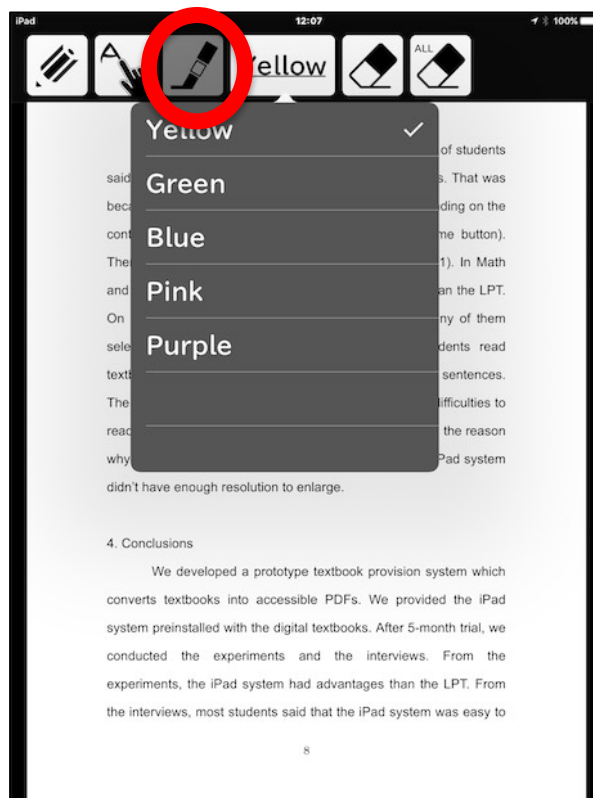 iPad 12:07 100%
A Yellow ALL
Yellow
Green
Blue
Pink
Purple
of students
said s. That was
beca ding on the
cont me button).
The 1). In Math
and an the LPT.
On ny of them
sele dents read
text sentences.
The ifficulties to
read the reason
why Pad system
didn't have enough resolution to enlarge.
4. Conclusions
We developed a prototype textbook provision system which
converts textbooks into accessible PDFs. We provided the iPad
system preinstalled with the digital textbooks. After 5-month trial, we
conducted the experiments and the interviews. From the
experiments, the iPad system had advantages than the LPT. From
the interviews, most students said that the iPad system was easy to
8